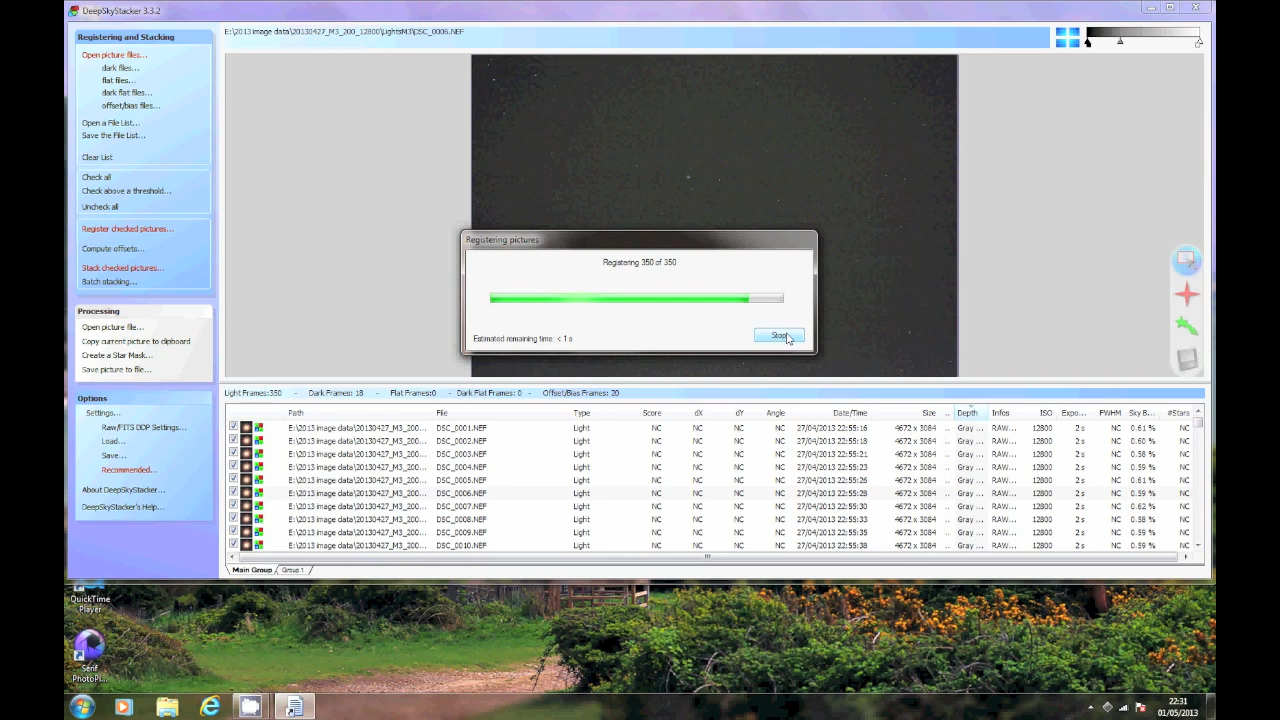 DeepSkyStacker 3.3.2
Registering and Stacking
Open picture files...
dark files...
flat files...
dark flat files...
offset/bias files...
Open a File List...
Save the File List...
Clear List
Check all
Check above a threshold...
Uncheck all
Register checked pictures...
Compute offsets...
Stack checked pictures...
Batch stacking...
Processing
Open picture file...
Copy current picture to clipboard
Create a Star Mask...
Save picture to file...
Options
Settings...
Raw/FITS DDP Settings...
Load...
Save...
Recommended...
About DeepSkyStacker...
DeepSkyStacker's Help...
E:\2013 image data\20130427_M3_200_12800\LightsM3\DSC_0006.NEF
Registering pictures
Registering 350 of 350
Estimated remaining time: < 1 s
Stop
Light Frames:350 - Dark Frames: 18 - Flat Frames:0 - Dark Flat Frames: 0 - Offset/Bias Frames: 20
Path File Type Score dX dY Angle Date/Time Size .. Depth Infos ISO Expo... FWHM Sky B... #Stars
E:\2013 image data\20130427_M3_200... DSC_0001.NEF Light NC NC NC NC 27/04/2013 22:55:16 4672 x 3084 .. Gray ... RAW... 12800 2 s NC 0.61 % NC
E:\2013 image data\20130427_M3_200... DSC_0002.NEF Light NC NC NC NC 27/04/2013 22:55:18 4672 x 3084 .. Gray ... RAW... 12800 2 s NC 0.60 % NC
E:\2013 image data\20130427_M3_200... DSC_0003.NEF Light NC NC NC NC 27/04/2013 22:55:21 4672 x 3084 .. Gray ... RAW... 12800 2 s NC 0.58 % NC
E:\2013 image data\20130427_M3_200... DSC_0004.NEF Light NC NC NC NC 27/04/2013 22:55:23 4672 x 3084 .. Gray ... RAW... 12800 2 s NC 0.59 % NC
E:\2013 image data\20130427_M3_200... DSC_0005.NEF Light NC NC NC NC 27/04/2013 22:55:26 4672 x 3084 .. Gray ... RAW... 12800 2 s NC 0.61 % NC
E:\2013 image data\20130427_M3_200... DSC_0006.NEF Light NC NC NC NC 27/04/2013 22:55:28 4672 x 3084 .. Gray ... RAW... 12800 2 s NC 0.59 % NC
E:\2013 image data\20130427_M3_200... DSC_0007.NEF Light NC NC NC NC 27/04/2013 22:55:30 4672 x 3084 .. Gray ... RAW... 12800 2 s NC 0.62 % NC
E:\2013 image data\20130427_M3_200... DSC_0008.NEF Light NC NC NC NC 27/04/2013 22:55:33 4672 x 3084 .. Gray ... RAW... 12800 2 s NC 0.58 % NC
E:\2013 image data\20130427_M3_200... DSC_0009.NEF Light NC NC NC NC 27/04/2013 22:55:35 4672 x 3084 .. Gray ... RAW... 12800 2 s NC 0.59 % NC
E:\2013 image data\20130427_M3_200... DSC_0010.NEF Light NC NC NC NC 27/04/2013 22:55:38 4672 x 3084 .. Gray ... RAW... 12800 2 s NC 0.59 % NC
Main Group Group 1
QuickTime
Player
Serif
PhotoPl...
22:31
01/05/2013